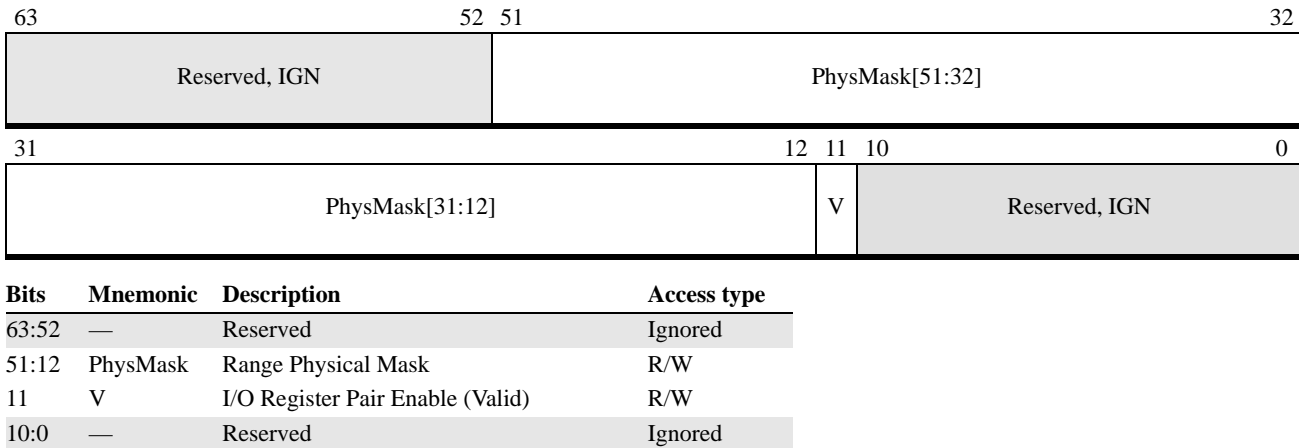 63 52 51 32
Reserved, IGN PhysMask[51:32]
31 12 11 10 0
PhysMask[31:12] V Reserved, IGN
Bits Mnemonic Description Access type
63:52 — Reserved Ignored
51:12 PhysMask Range Physical Mask R/W
11 V I/O Register Pair Enable (Valid) R/W
10:0 — Reserved Ignored